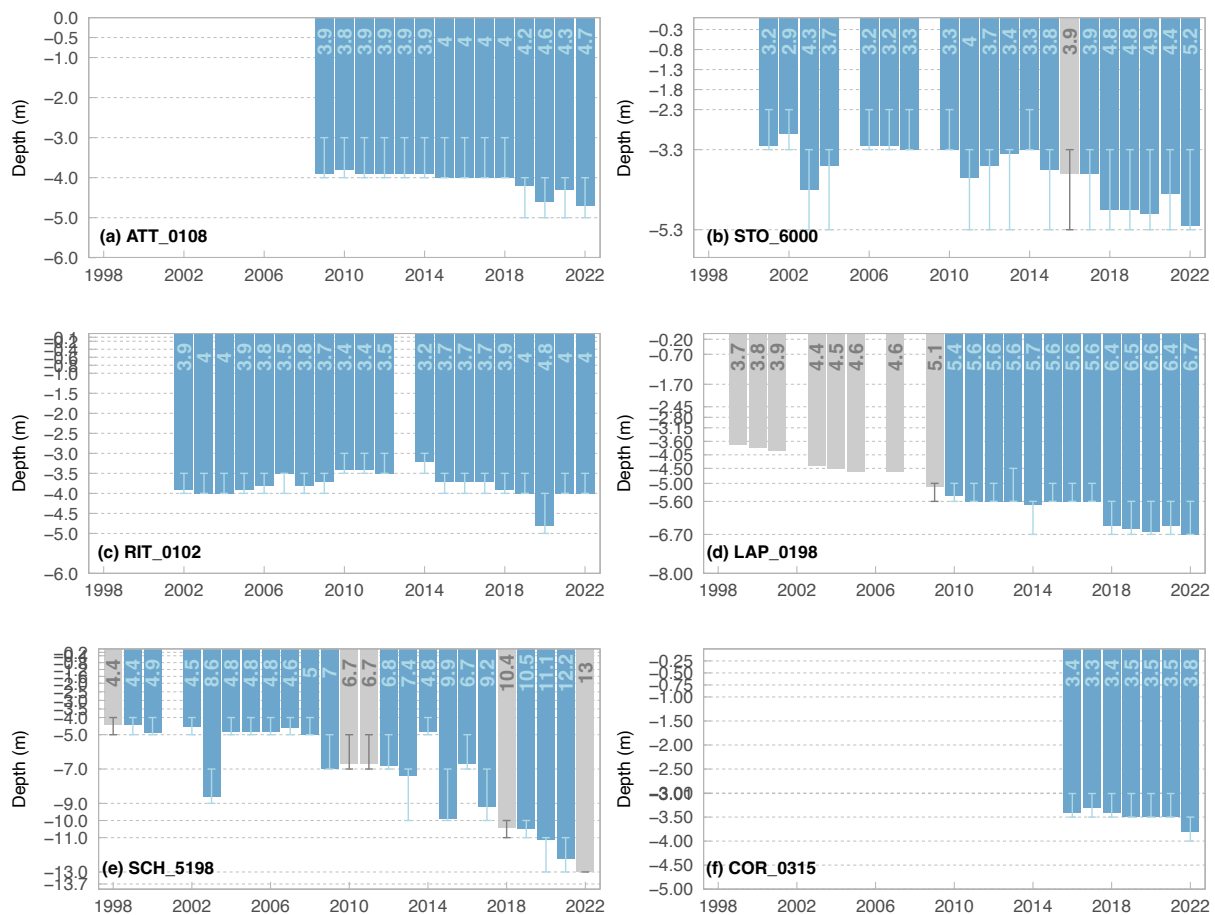 0.0
−0.5
−1.0
−2.0
−3.0
−4.0
−5.0
−6.0
Depth (m)
3.9 3.8 3.9 3.9 3.9 3.9 4 4 4 4 4.2 4.6 4.3 4.7
(a) ATT_0108
1998 2002 2006 2010 2014 2018 2022
−0.3
−0.8
−1.3
−1.8
−2.3
−3.3
−5.3
Depth (m)
3.2 2.9 4.3 3.7 3.2 3.2 3.3 3.3 4 3.7 3.4 3.3 3.8 3.9 3.9 4.8 4.8 4.9 4.4 5.2
(b) STO_6000
1998 2002 2006 2010 2014 2018 2022
−1.0
−1.5
−2.0
−2.5
−3.0
−3.5
−4.0
−4.5
−5.0
−6.0
Depth (m)
3.9 4 4 3.9 3.8 3.5 3.8 3.7 3.4 3.4 3.5 3.2 3.7 3.7 3.7 3.9 4 4.8 4 4
(c) RIT_0102
1998 2002 2006 2010 2014 2018 2022
−0.20
−0.70
−1.70
−2.45
−2.80
−3.15
−3.60
−4.05
−4.50
−5.00
−5.60
−6.70
−8.00
Depth (m)
3.7 3.8 3.9 4.4 4.5 4.6 4.6 5.1 5.4 5.6 5.6 5.6 5.7 5.6 5.6 5.6 6.4 6.5 6.6 6.4 6.7
(d) LAP_0198
1998 2002 2006 2010 2014 2018 2022
−4.0
−5.0
−7.0
−9.0
−10.0
−11.0
−13.0
−13.7
Depth (m)
4.4 4.4 4.9 4.5 8.6 4.8 4.8 4.8 4.6 5 7 6.7 6.7 6.8 7.4 4.8 9.9 6.7 9.2 10.4 10.5 11.1 12.2 13
(e) SCH_5198
1998 2002 2006 2010 2014 2018 2022
−0.25
−0.50
−0.75
−1.00
−1.50
−2.00
−2.50
−3.50
−4.00
−4.50
−5.00
Depth (m)
3.4 3.3 3.4 3.5 3.5 3.5 3.8
(f) COR_0315
1998 2002 2006 2010 2014 2018 2022